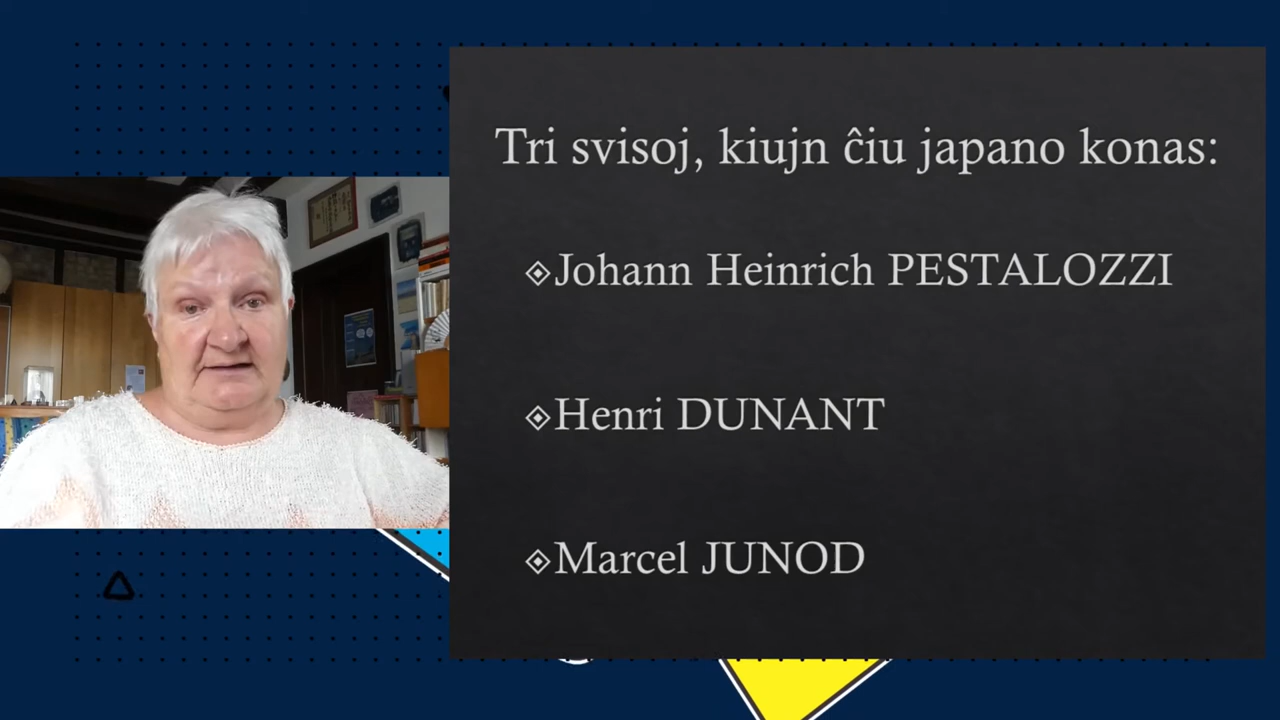 Tri svisoj, kiujn ĉiu japano konas:
Johann Heinrich PESTALOZZI
Henri DUNANT
Marcel JUNOD